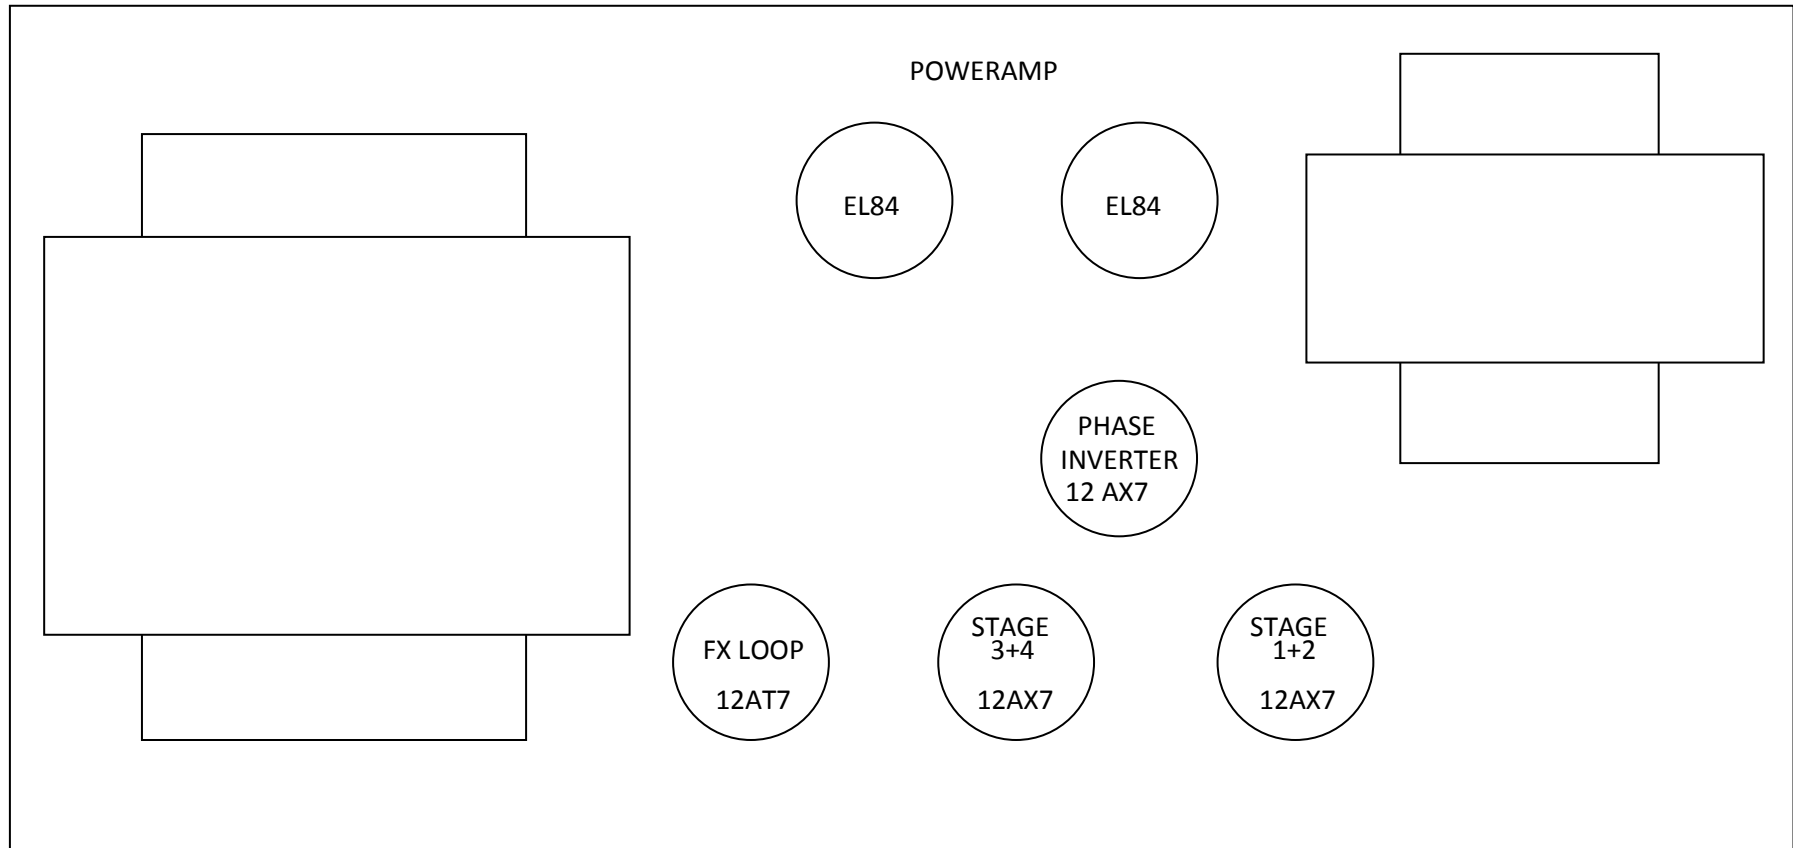 POWERAMP
EL84
EL84
PHASE
INVERTER
12 AX7
FX LOOP
12AT7
STAGE
3+4
12AX7
STAGE
1+2
12AX7